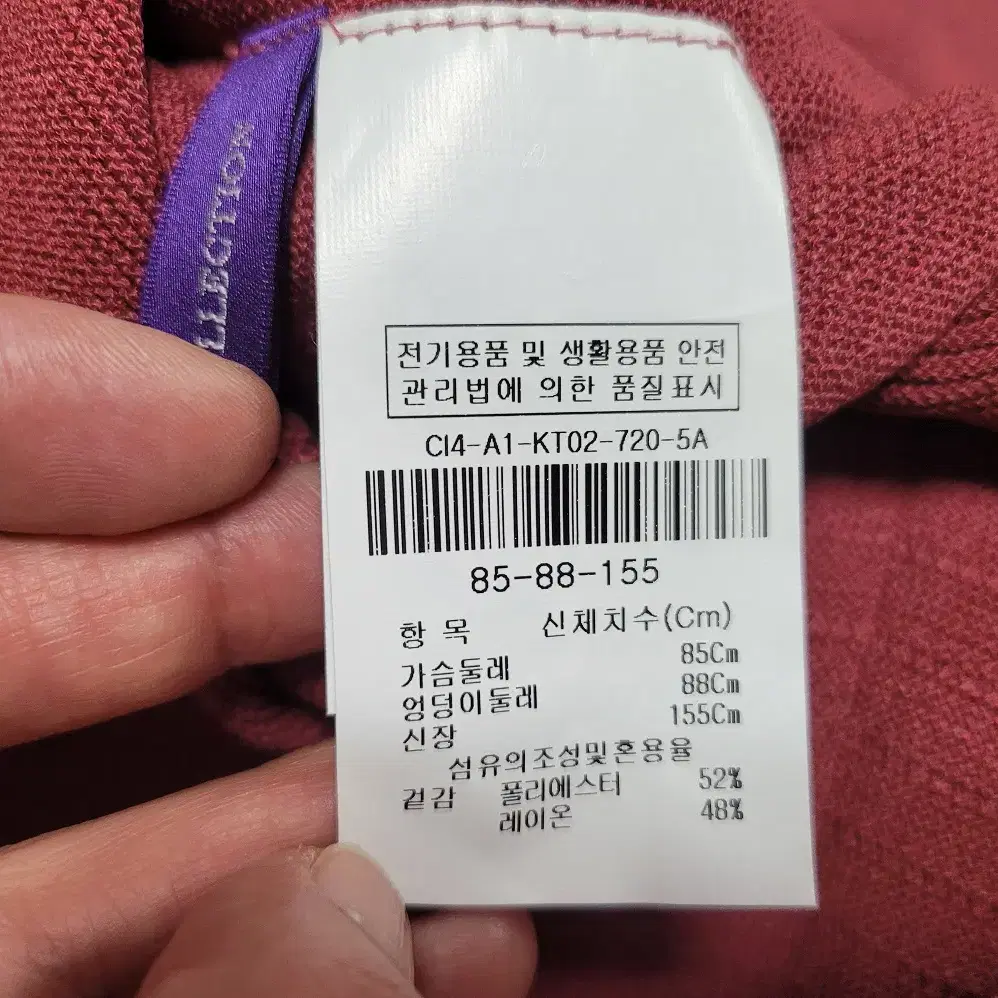 LLECTION
전기용품 및 생활용품 안전
관리법에 의한 품질표시
CI4-A1-KT02-720-5A
85-88-155
항 목 신체치수(Cm)
가슴둘레 85Cm
엉덩이둘레 88Cm
신장 155Cm
섬유의조성및혼용율
겉감 폴리에스터 52%
레이온 48%